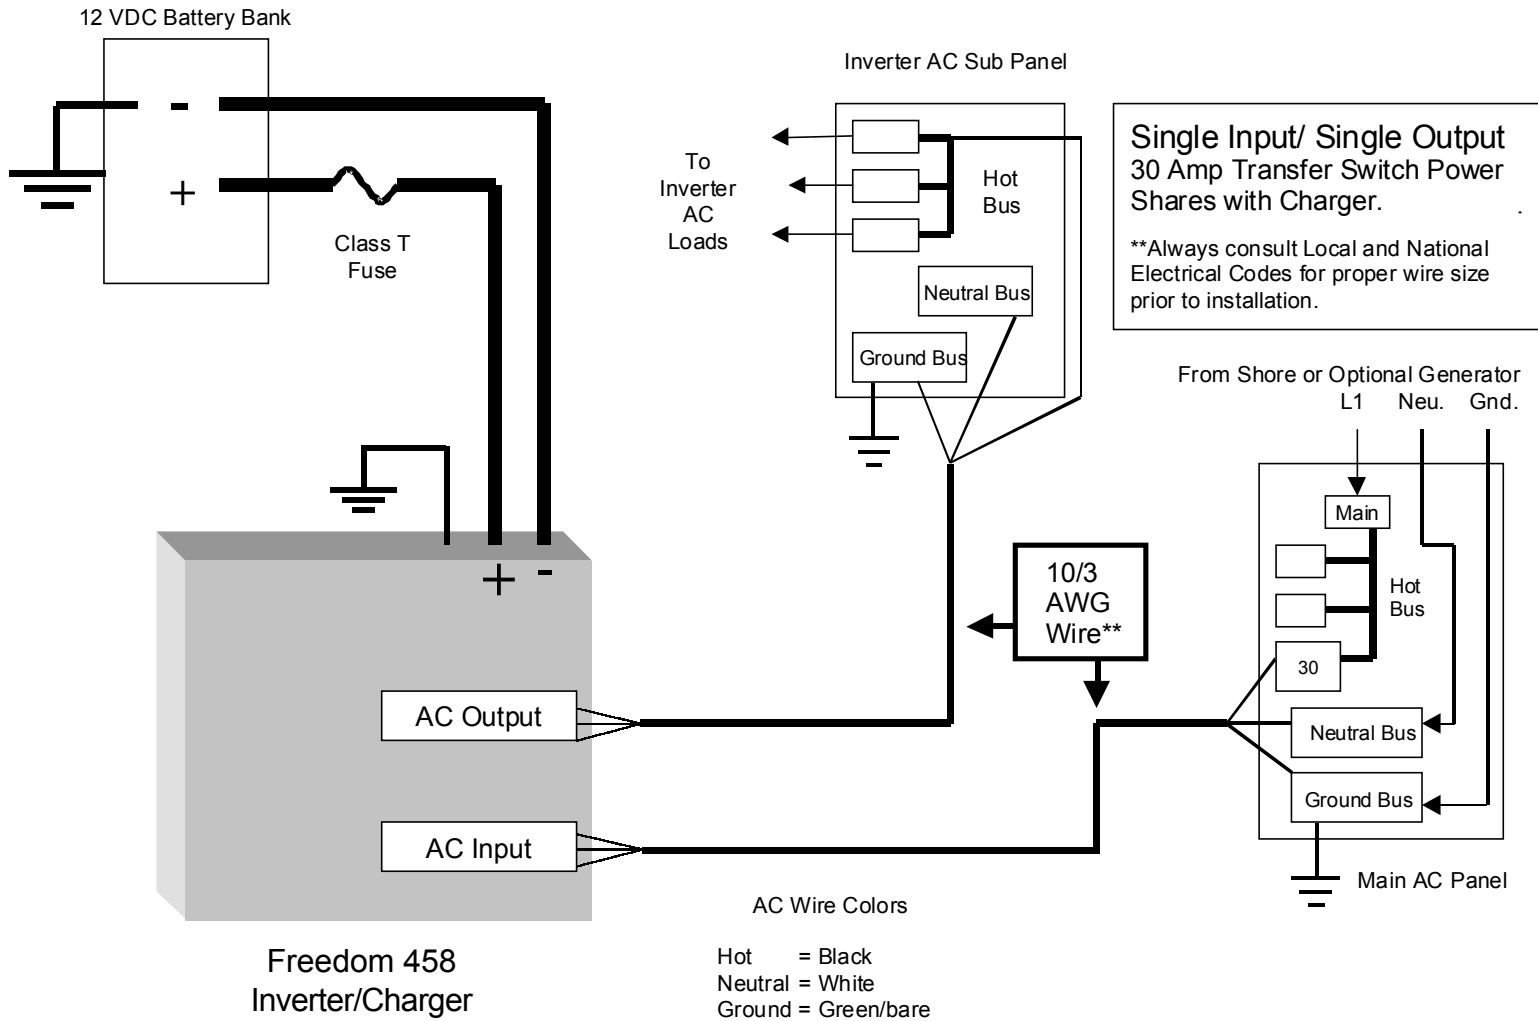 12 VDC Battery Bank
-
+
Class T
Fuse
Inverter AC Sub Panel
To
Inverter
AC
Loads
Hot
Bus
Neutral Bus
Ground Bus
Single Input/ Single Output
30 Amp Transfer Switch Power
Shares with Charger.
.
**Always consult Local and National
Electrical Codes for proper wire size
prior to installation.
From Shore or Optional Generator
L1 Neu. Gnd.
Main
Hot
Bus
30
Neutral Bus
Ground Bus
Main AC Panel
10/3
AWG
Wire**
+ -
AC Output
AC Input
Freedom 458
Inverter/Charger
AC Wire Colors
Hot = Black
Neutral = White
Ground = Green/bare